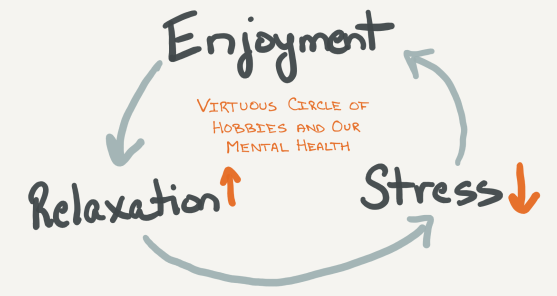 Enjoyment
VIRTUOUS CIRCLE OF
HOBBIES AND OUR
MENTAL HEALTH
Relaxation
Stress